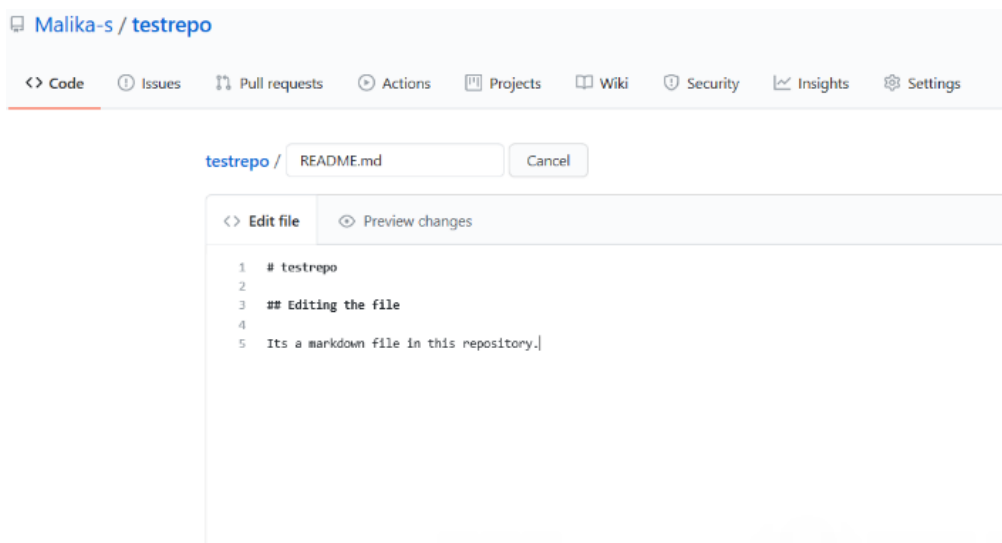 Malika-s / testrepo
<> Code Issues Pull requests Actions Projects Wiki Security Insights Settings
testrepo / README.md Cancel
<> Edit file Preview changes
1 # testrepo
2
3 ## Editing the file
4
5 Its a markdown file in this repository.